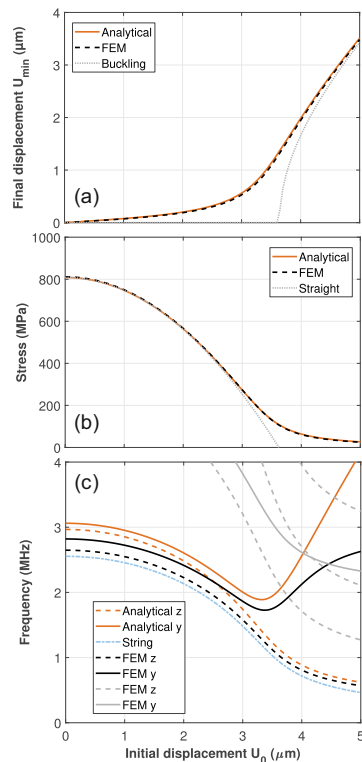 4
3
2
1
0
Final displacement U_min (μm)
Analytical
FEM
Buckling
(a)
1000
800
600
400
200
0
Stress (MPa)
Analytical
FEM
Straight
(b)
4
3
2
1
0
Frequency (MHz)
(c)
Analytical z
Analytical y
String
FEM z
FEM y
FEM z
FEM y
0 1 2 3 4 5
Initial displacement U_0 (μm)